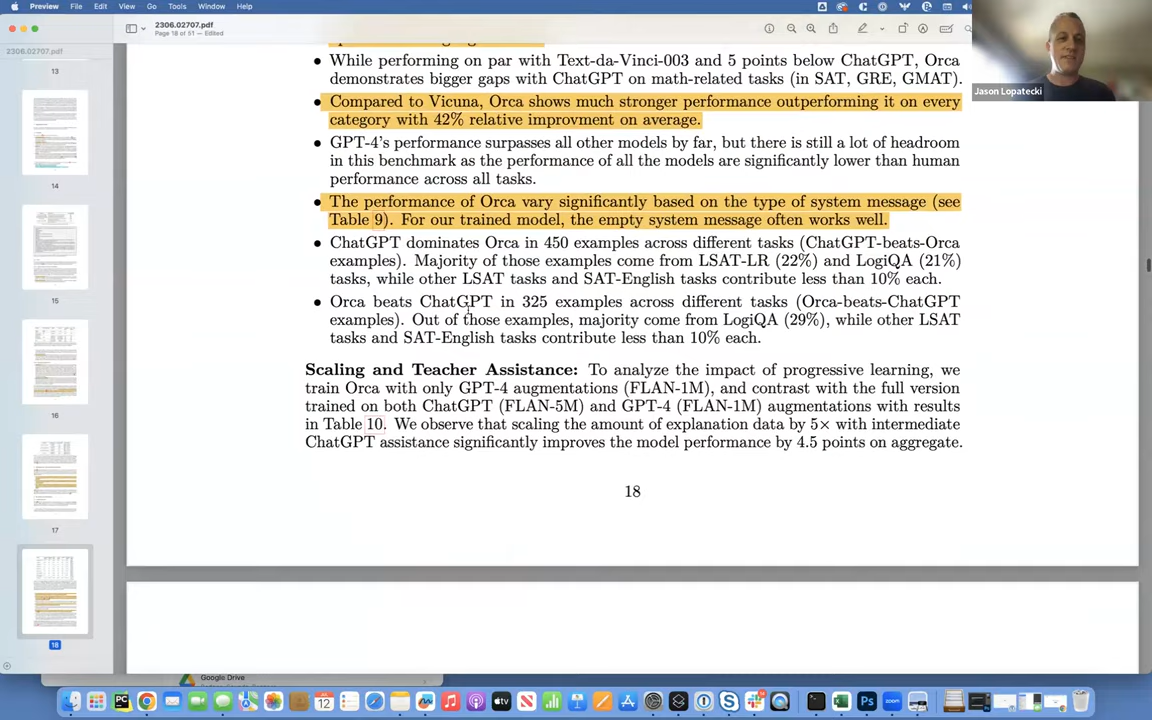 Preview File Edit View Go Tools Window Help
2306.02707.pdf
Page 18 of 51 — Edited
2306.02707.pdf
13
14
15
16
17
18
Jason Lopatecki
• While performing on par with Text-da-Vinci-003 and 5 points below ChatGPT, Orca
demonstrates bigger gaps with ChatGPT on math-related tasks (in SAT, GRE, GMAT).
• Compared to Vicuna, Orca shows much stronger performance outperforming it on every
category with 42% relative improvment on average.
• GPT-4's performance surpasses all other models by far, but there is still a lot of headroom
in this benchmark as the performance of all the models are significantly lower than human
performance across all tasks.
• The performance of Orca vary significantly based on the type of system message (see
Table 9). For our trained model, the empty system message often works well.
• ChatGPT dominates Orca in 450 examples across different tasks (ChatGPT-beats-Orca
examples). Majority of those examples come from LSAT-LR (22%) and LogiQA (21%)
tasks, while other LSAT tasks and SAT-English tasks contribute less than 10% each.
• Orca beats ChatGPT in 325 examples across different tasks (Orca-beats-ChatGPT
examples). Out of those examples, majority come from LogiQA (29%), while other LSAT
tasks and SAT-English tasks contribute less than 10% each.
Scaling and Teacher Assistance: To analyze the impact of progressive learning, we
train Orca with only GPT-4 augmentations (FLAN-1M), and contrast with the full version
trained on both ChatGPT (FLAN-5M) and GPT-4 (FLAN-1M) augmentations with results
in Table 10. We observe that scaling the amount of explanation data by 5× with intermediate
ChatGPT assistance significantly improves the model performance by 4.5 points on aggregate.
18
Google Drive